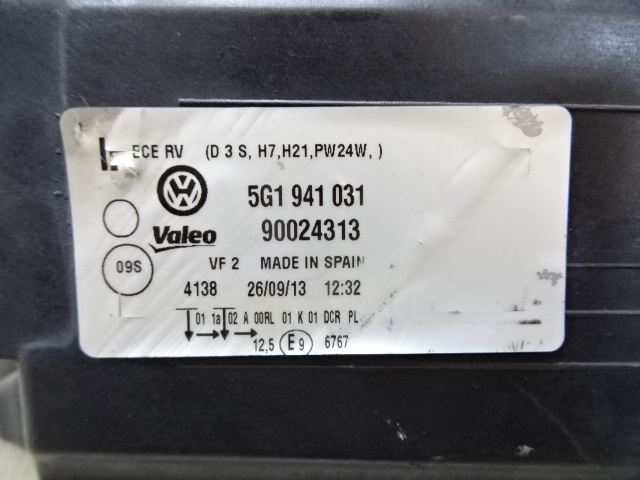 ECE RV (D 3 S, H7,H21,PW24W, )
5G1 941 031
Valeo 90024313
09S
VF 2 MADE IN SPAIN
4138 26/09/13 12:32
01 1a 02 A 00RL 01 K 01 DCR PL
12,5 E 9 6767